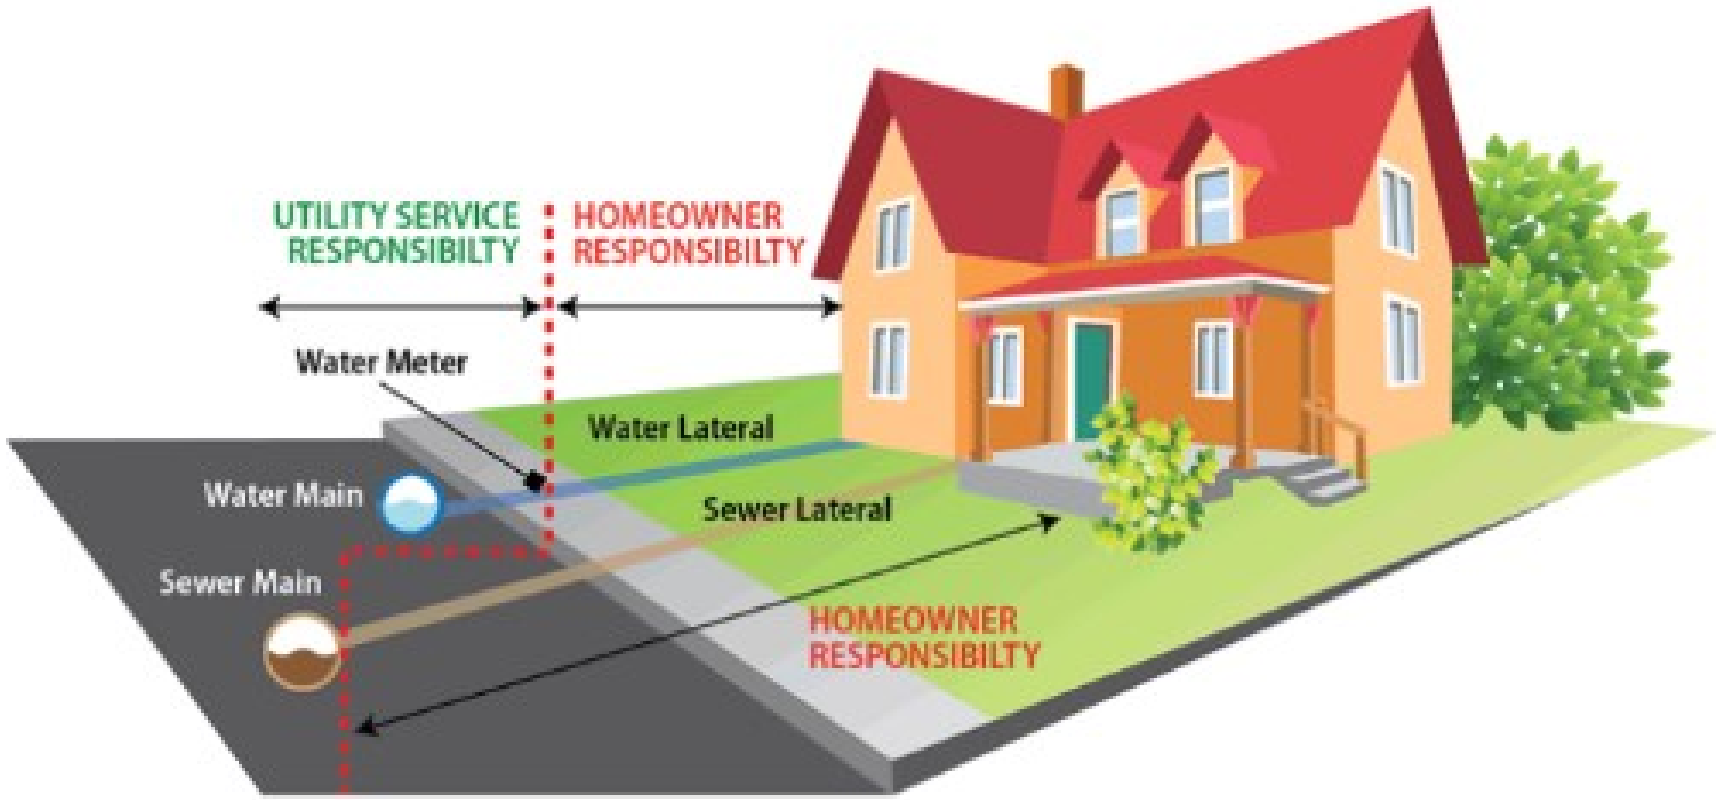 UTILITY SERVICE
RESPONSIBILTY
HOMEOWNER
RESPONSIBILTY
Water Meter
Water Lateral
Water Main
Sewer Lateral
Sewer Main
HOMEOWNER
RESPONSIBILTY